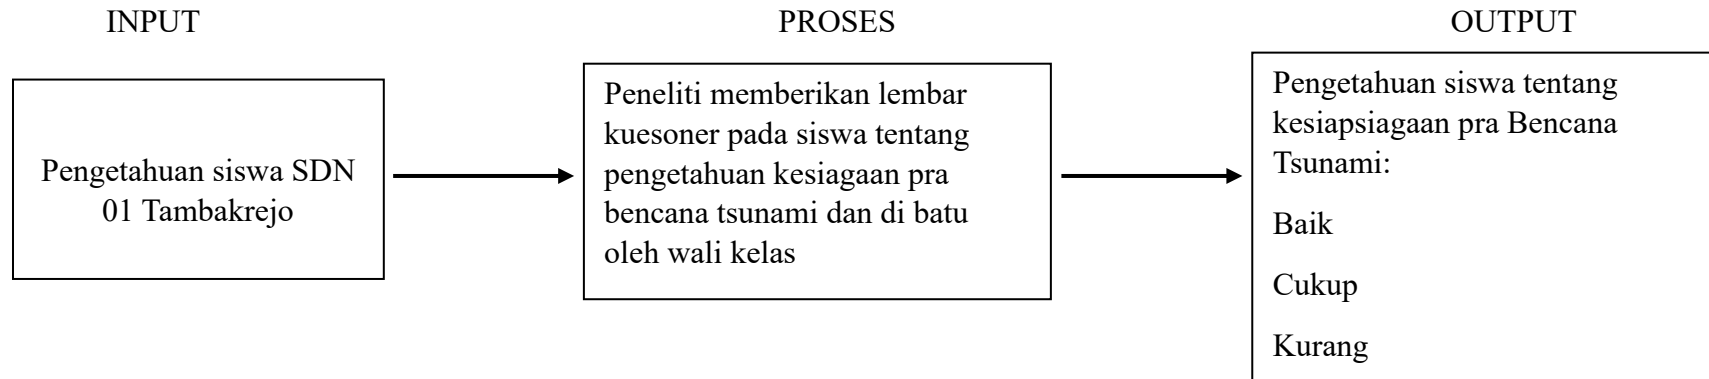 INPUT
PROSES
OUTPUT
Pengetahuan siswa SDN
01 Tambakrejo
Peneliti memberikan lembar
kuesoner pada siswa tentang
pengetahuan kesiagaan pra
bencana tsunami dan di batu
oleh wali kelas
Pengetahuan siswa tentang
kesiapsiagaan pra Bencana
Tsunami:
Baik
Cukup
Kurang